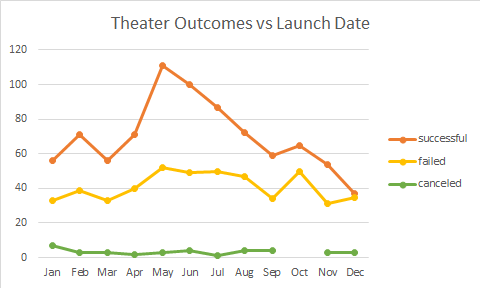 Theater Outcomes vs Launch Date
120
100
80
60
40
20
0
Jan Feb Mar Apr May Jun Jul Aug Sep Oct Nov Dec
successful
failed
canceled